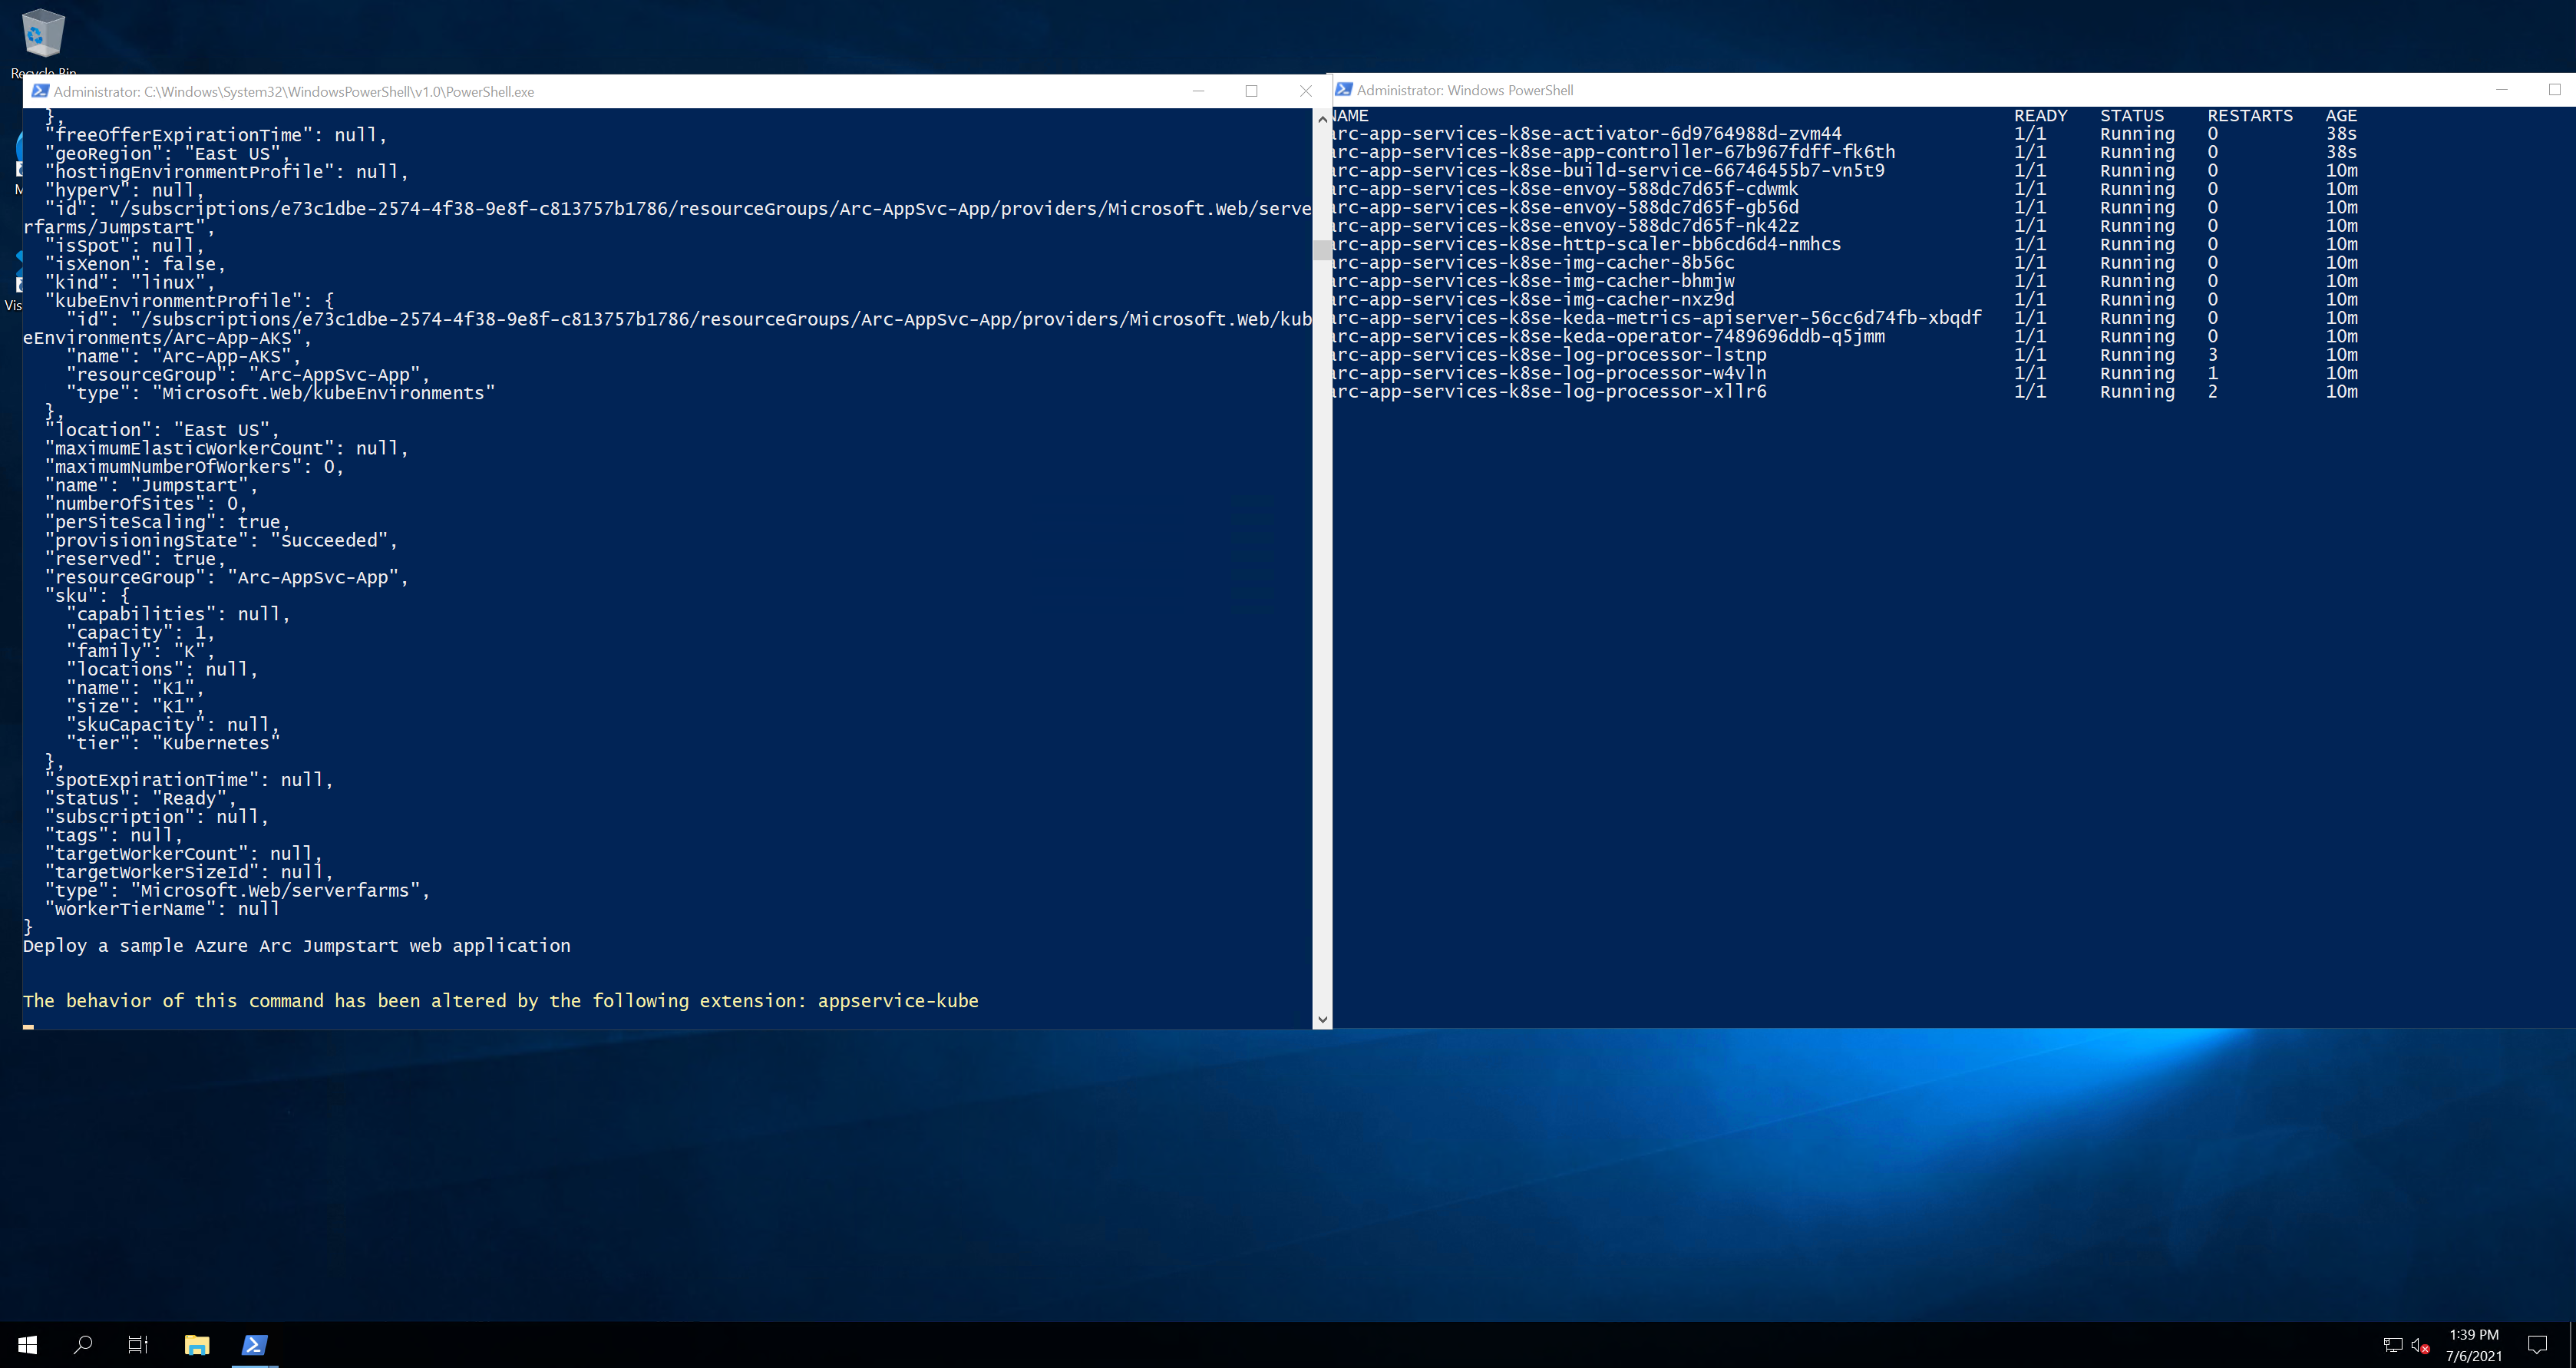 Recycle Bin
Administrator: C:\Windows\System32\WindowsPowerShell\v1.0\PowerShell.exe
},
"freeOfferExpirationTime": null,
"geoRegion": "East US",
"hostingEnvironmentProfile": null,
"hyperV": null,
"id": "/subscriptions/e73c1dbe-2574-4f38-9e8f-c813757b1786/resourceGroups/Arc-AppSvc-App/providers/Microsoft.Web/serve
rfarms/Jumpstart",
"isSpot": null,
"isXenon": false,
"kind": "linux",
"kubeEnvironmentProfile": {
"id": "/subscriptions/e73c1dbe-2574-4f38-9e8f-c813757b1786/resourceGroups/Arc-AppSvc-App/providers/Microsoft.Web/kub
eEnvironments/Arc-App-AKS",
"name": "Arc-App-AKS",
"resourceGroup": "Arc-AppSvc-App",
"type": "Microsoft.Web/kubeEnvironments"
},
"location": "East US",
"maximumElasticWorkerCount": null,
"maximumNumberOfWorkers": 0,
"name": "Jumpstart",
"numberOfSites": 0,
"perSiteScaling": true,
"provisioningState": "Succeeded",
"reserved": true,
"resourceGroup": "Arc-AppSvc-App",
"sku": {
"capabilities": null,
"capacity": 1,
"family": "K",
"locations": null,
"name": "K1",
"size": "K1",
"skuCapacity": null,
"tier": "Kubernetes"
},
"spotExpirationTime": null,
"status": "Ready",
"subscription": null,
"tags": null,
"targetWorkerCount": null,
"targetWorkerSizeId": null,
"type": "Microsoft.Web/serverfarms",
"workerTierName": null
}
Deploy a sample Azure Arc Jumpstart web application
The behavior of this command has been altered by the following extension: appservice-kube
Administrator: Windows PowerShell
NAME READY STATUS RESTARTS AGE
arc-app-services-k8se-activator-6d9764988d-zvm44 1/1 Running 0 38s
arc-app-services-k8se-app-controller-67b967fdff-fk6th 1/1 Running 0 38s
arc-app-services-k8se-build-service-66746455b7-vn5t9 1/1 Running 0 10m
arc-app-services-k8se-envoy-588dc7d65f-cdwmk 1/1 Running 0 10m
arc-app-services-k8se-envoy-588dc7d65f-gb56d 1/1 Running 0 10m
arc-app-services-k8se-envoy-588dc7d65f-nk42z 1/1 Running 0 10m
arc-app-services-k8se-http-scaler-bb6cd6d4-nmhcs 1/1 Running 0 10m
arc-app-services-k8se-img-cacher-8b56c 1/1 Running 0 10m
arc-app-services-k8se-img-cacher-bhmjw 1/1 Running 0 10m
arc-app-services-k8se-img-cacher-nxz9d 1/1 Running 0 10m
arc-app-services-k8se-keda-metrics-apiserver-56cc6d74fb-xbqdf 1/1 Running 0 10m
arc-app-services-k8se-keda-operator-7489696ddb-q5jmm 1/1 Running 0 10m
arc-app-services-k8se-log-processor-lstnp 1/1 Running 3 10m
arc-app-services-k8se-log-processor-w4vln 1/1 Running 1 10m
arc-app-services-k8se-log-processor-xllr6 1/1 Running 2 10m
M
Vis
1:39 PM
7/6/2021